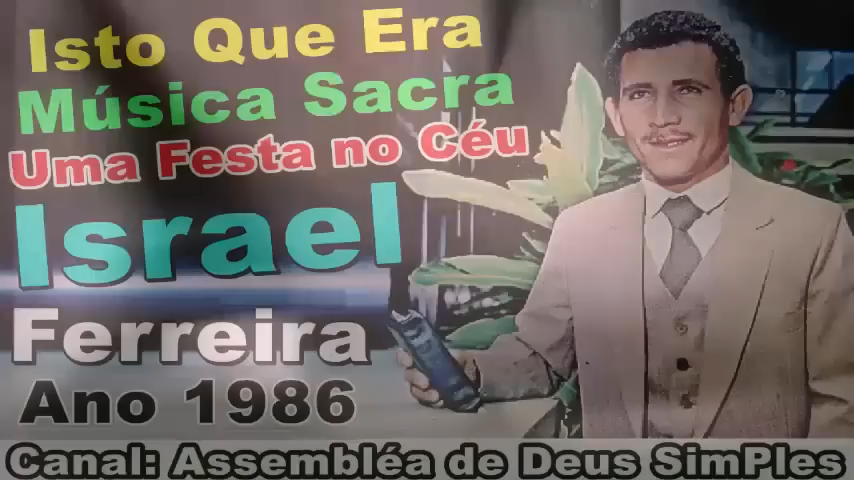 Isto Que Era
Música Sacra
Uma Festa no Céu
Israel
Ferreira
Ano 1986
Canal: Assembléa de Deus SimPles